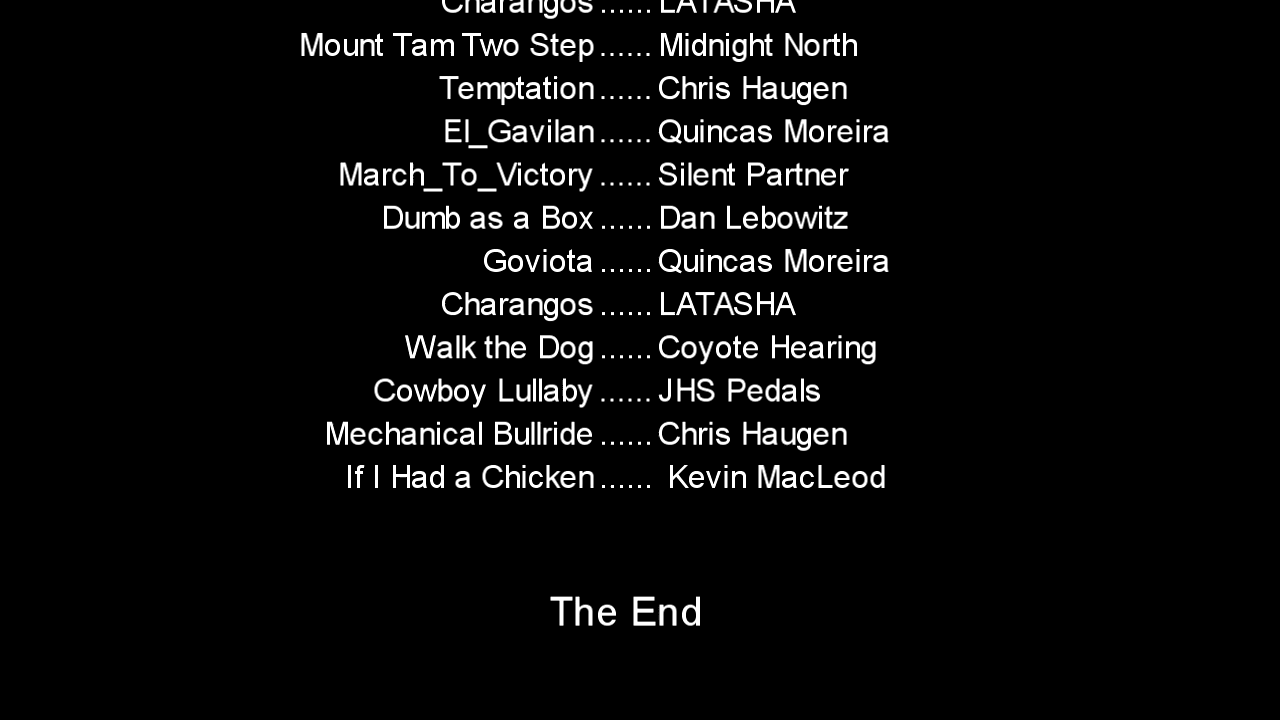 Charangos ...... LATASHA
Mount Tam Two Step ...... Midnight North
Temptation ...... Chris Haugen
El_Gavilan ...... Quincas Moreira
March_To_Victory ...... Silent Partner
Dumb as a Box ...... Dan Lebowitz
Goviota ...... Quincas Moreira
Charangos ...... LATASHA
Walk the Dog ...... Coyote Hearing
Cowboy Lullaby ...... JHS Pedals
Mechanical Bullride ...... Chris Haugen
If I Had a Chicken ...... Kevin MacLeod
The End